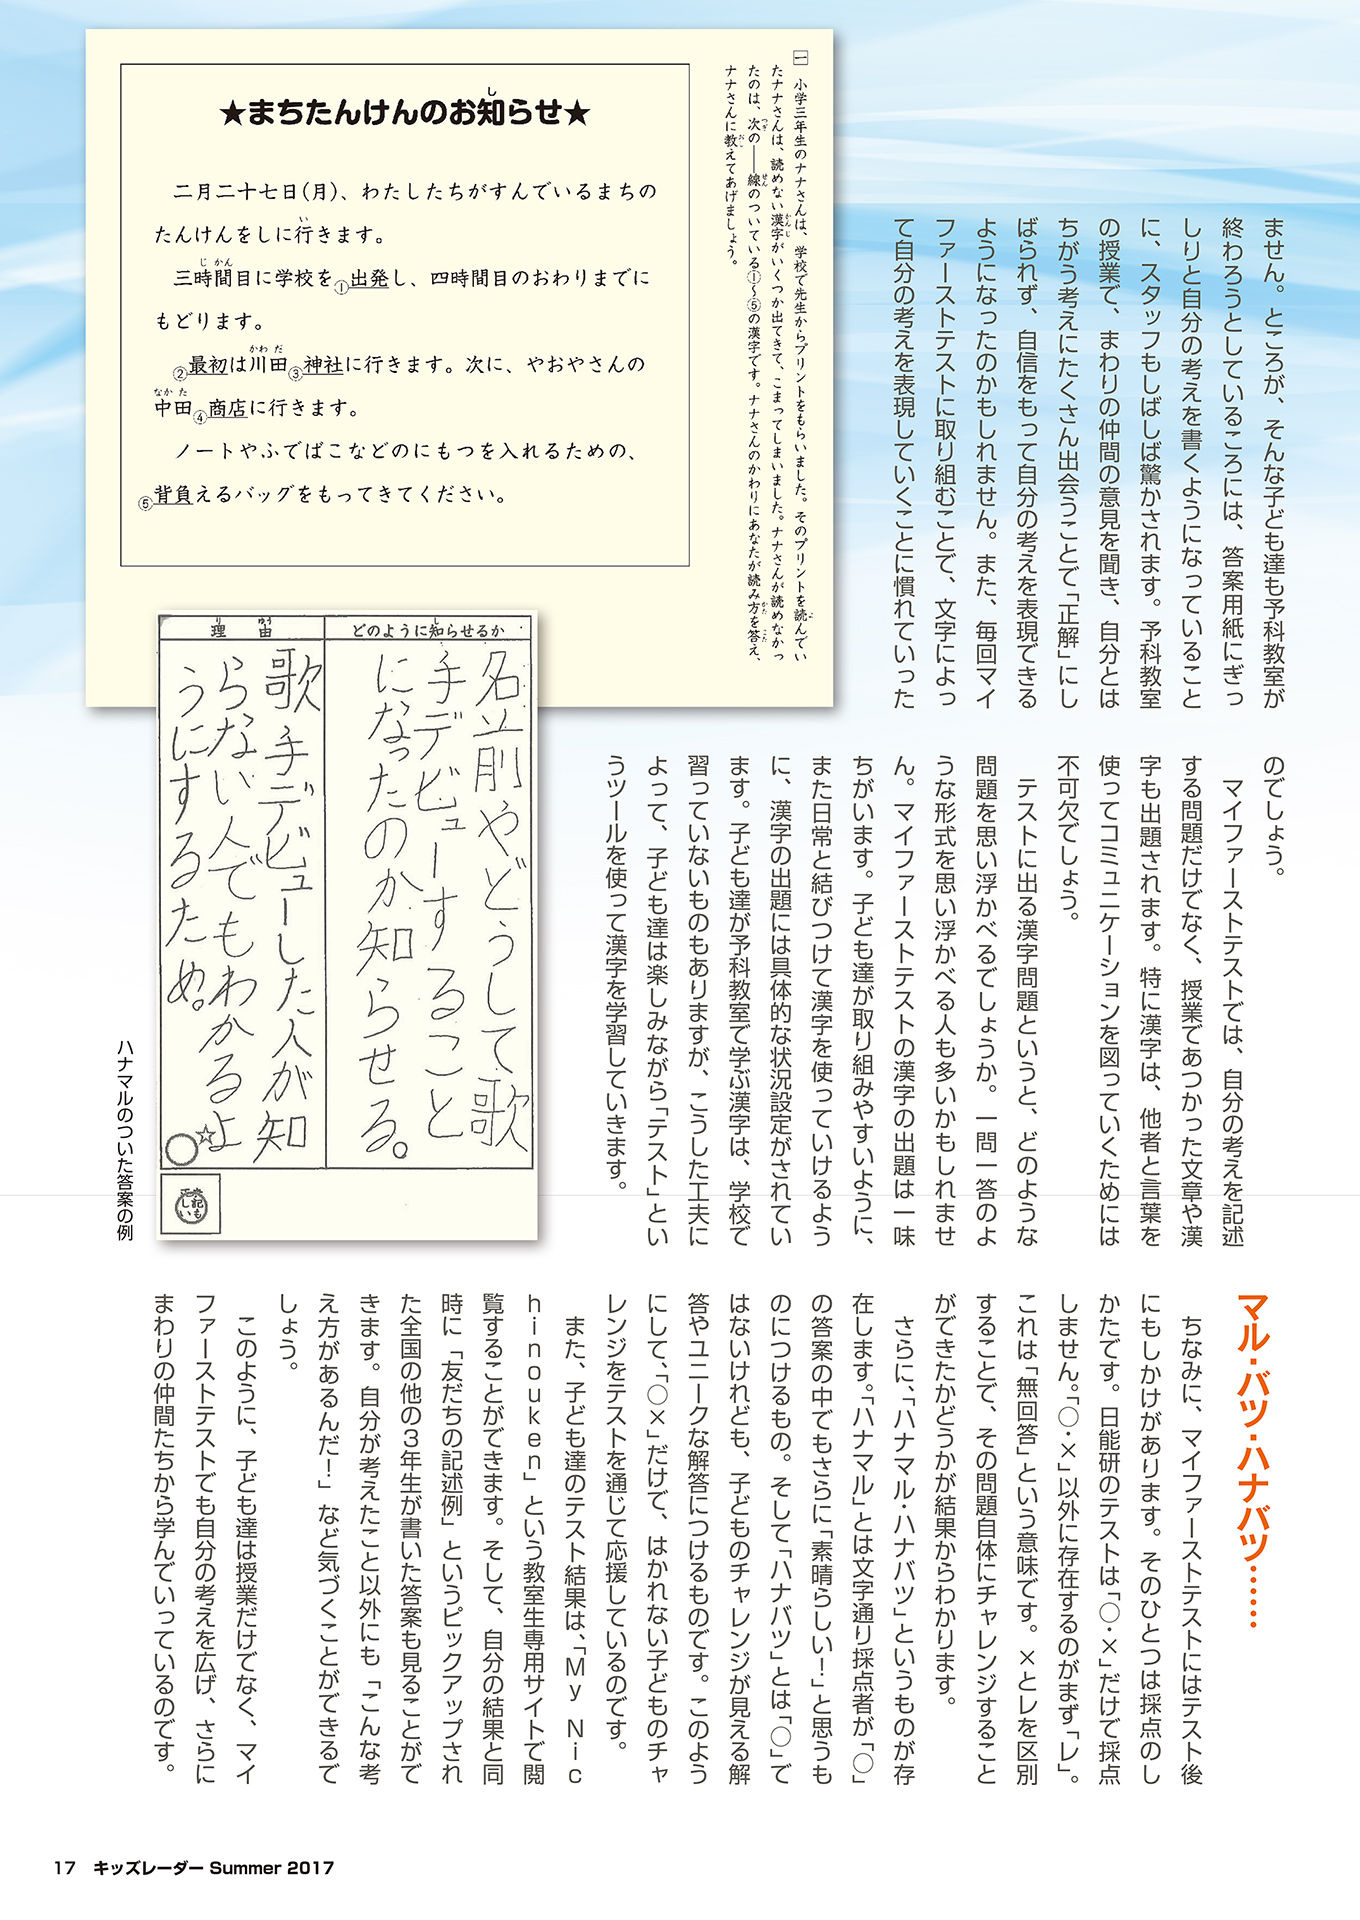 一 小学三年生のナナさんは、学校で先生からプリントをもらいました。そのプリントを読んでい
たナナさんは、読めない漢字がいくつか出てきて、こまってしまいました。ナナさんが読めなかっ
たのは、次の――線のついている①～⑤の漢字です。ナナさんのかわりにあなたが読み方を答え、
ナナさんに教えてあげましょう。
★まちたんけんのお知らせ★
二月二十七日(月)、わたしたちがすんでいるまちの
たんけんをしに行きます。
三時間目に学校を①出発し、四時間目のおわりまでに
もどります。
②最初は川田③神社に行きます。次に、やおやさんの
中田④商店に行きます。
ノートやふでばこなどのにもつを入れるための、
⑤背負えるバッグをもってきてください。
ません。ところが、そんな子ども達も予科教室が
終わろうとしているころには、答案用紙にぎっ
しりと自分の考えを書くようになっていること
に、スタッフもしばしば驚かされます。予科教室
の授業で、まわりの仲間の意見を聞き、自分とは
ちがう考えにたくさん出会うことで「正解」にし
ばられず、自信をもって自分の考えを表現できる
ようになったのかもしれません。また、毎回マイ
ファーストテストに取り組むことで、文字によっ
て自分の考えを表現していくことに慣れていった
のでしょう。
マイファーストテストでは、自分の考えを記述
する問題だけでなく、授業であつかった文章や漢
字も出題されます。特に漢字は、他者と言葉を
使ってコミュニケーションを図っていくためには
不可欠でしょう。
テストに出る漢字問題というと、どのような
問題を思い浮かべるでしょうか。一問一答のよ
うな形式を思い浮かべる人も多いかもしれませ
ん。マイファーストテストの漢字の出題は一味
ちがいます。子ども達が取り組みやすいように、
また日常と結びつけて漢字を使っていけるよう
に、漢字の出題には具体的な状況設定がされてい
ます。子ども達が予科教室で学ぶ漢字は、学校で
習っていないものもありますが、こうした工夫に
よって、子ども達は楽しみながら「テスト」とい
うツールを使って漢字を学習していきます。
どのように知らせるか
名前やどうして歌
手デビューすること
になったのか知らせる。
理由
歌手デビューした人が知
らない人でもわかるよ
うにするため。
ハナマルのついた答案の例
マル・バツ・ハナバツ……
ちなみに、マイファーストテストにはテスト後
にもしかけがあります。そのひとつは採点のし
かたです。日能研のテストは「○・×」だけで採点
しません。「○・×」以外に存在するのがまず「レ」。
これは「無回答」という意味です。×とレを区別
することで、その問題自体にチャレンジすること
ができたかどうかが結果からわかります。
さらに、「ハナマル・ハナバツ」というものが存
在します。「ハナマル」とは文字通り採点者が「○」
の答案の中でもさらに「素晴らしい！」と思うも
のにつけるもの。そして「ハナバツ」とは「○」で
はないけれども、子どものチャレンジが見える解
答やユニークな解答につけるものです。このよう
にして、「○×」だけで、はかれない子どものチャ
レンジをテストを通じて応援しているのです。
また、子ども達のテスト結果は、「Ｍｙ Ｎｉｃ
ｈｉｎｏｕｋｅｎ」という教室生専用サイトで閲
覧することができます。そして、自分の結果と同
時に「友だちの記述例」というピックアップされ
た全国の他の３年生が書いた答案も見ることがで
きます。自分が考えたこと以外にも「こんな考
え方があるんだ！」など気づくことができるで
しょう。
このように、子ども達は授業だけでなく、マイ
ファーストテストでも自分の考えを広げ、さらに
まわりの仲間たちから学んでいっているのです。
17 キッズレーダー Summer 2017